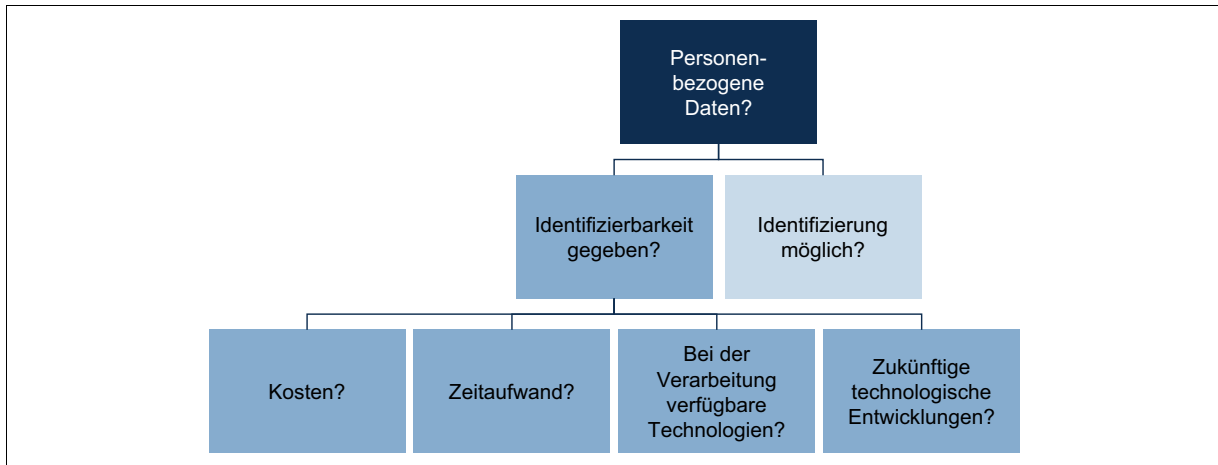 Personen-
bezogene
Daten?
Identifizierbarkeit
gegeben?
Identifizierung
möglich?
Kosten?
Zeitaufwand?
Bei der
Verarbeitung
verfügbare
Technologien?
Zukünftige
technologische
Entwicklungen?